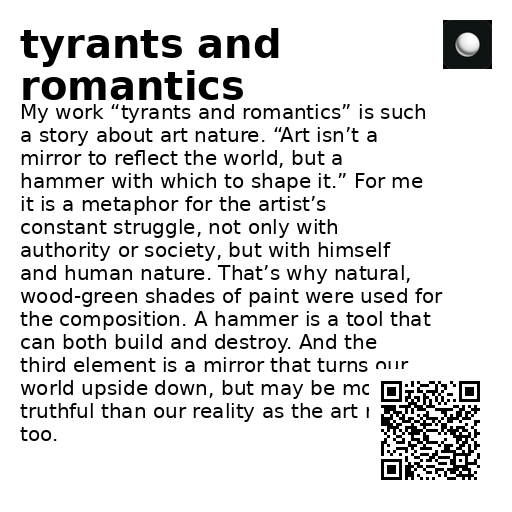 tyrants and
romantics
My work “tyrants and romantics” is such
a story about art nature. “Art isn’t a
mirror to reflect the world, but a
hammer with which to shape it.” For me
it is a metaphor for the artist’s
constant struggle, not only with
authority or society, but with himself
and human nature. That’s why natural,
wood-green shades of paint were used for
the composition. A hammer is a tool that
can both build and destroy. And the
third element is a mirror that turns our
world upside down, but may be
truthful than our reality as the art
too.